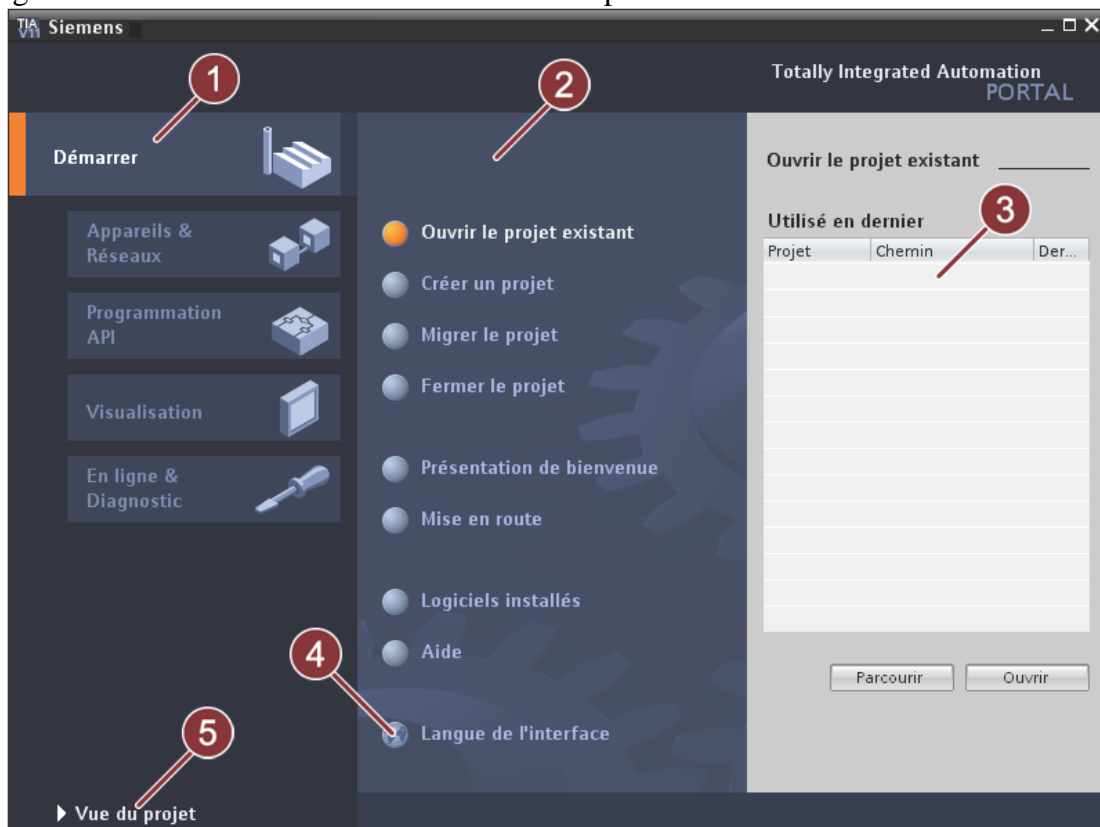 TIA
V11 Siemens
Totally Integrated Automation
PORTAL
1
2
Démarrer
Appareils &
Réseaux
Programmation
API
Visualisation
En ligne &
Diagnostic
5
Vue du projet
Ouvrir le projet existant
Créer un projet
Migrer le projet
Fermer le projet
Présentation de bienvenue
Mise en route
Logiciels installés
Aide
4
Langue de l'interface
Ouvrir le projet existant
3
Utilisé en dernier
Projet Chemin Der...
Parcourir Ouvrir